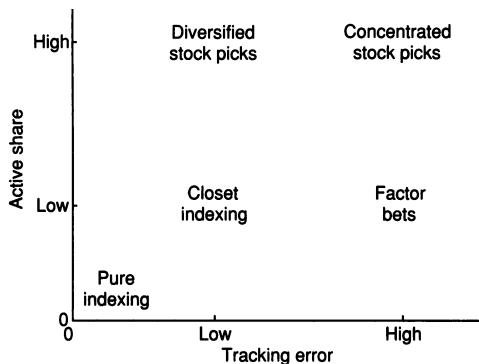 Diversified
stock picks
Concentrated
stock picks
High
Active share
Closet
indexing
Factor
bets
Low
Pure
indexing
0
0
Low
High
Tracking error